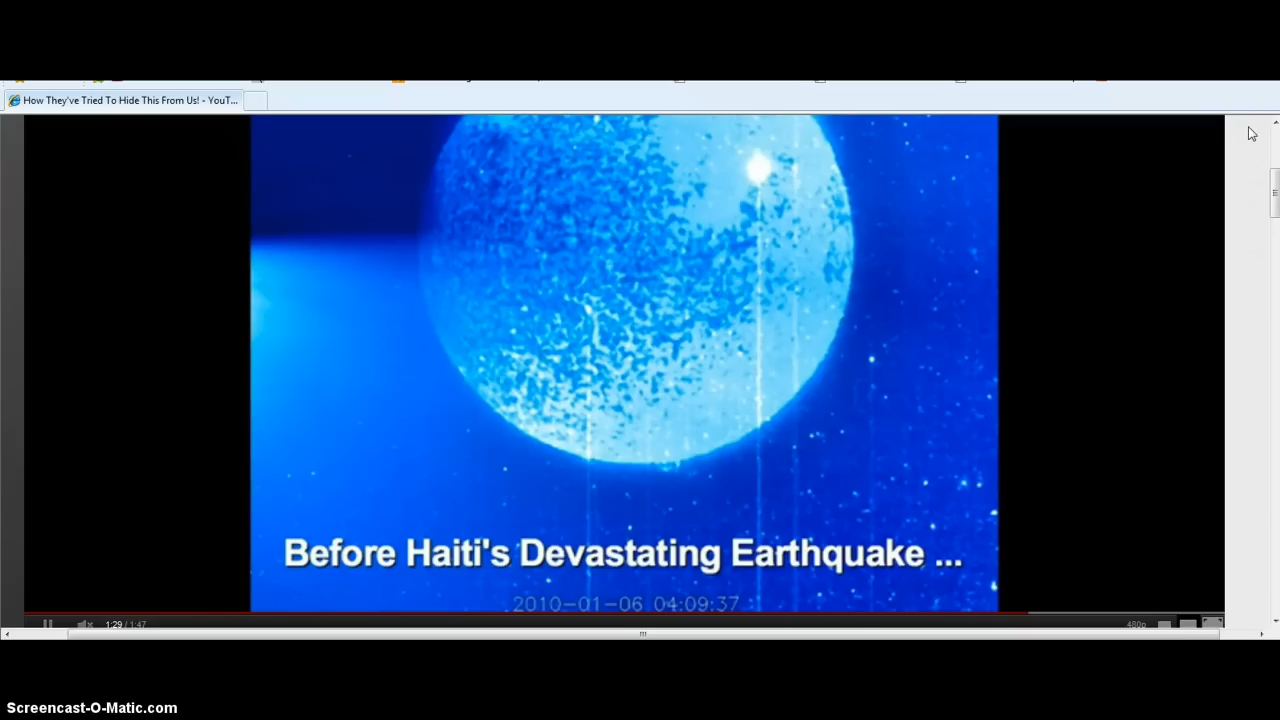 How They've Tried To Hide This From Us! - YouT...
Before Haiti's Devastating Earthquake ...
2010-01-06 04:09:37
1:29 / 1:47
480p
Screencast-O-Matic.com